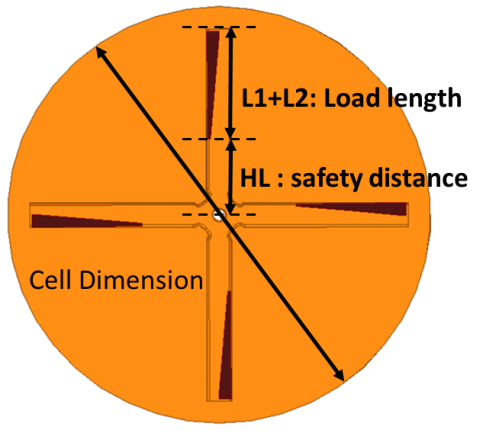 L1+L2: Load length
HL : safety distance
Cell Dimension